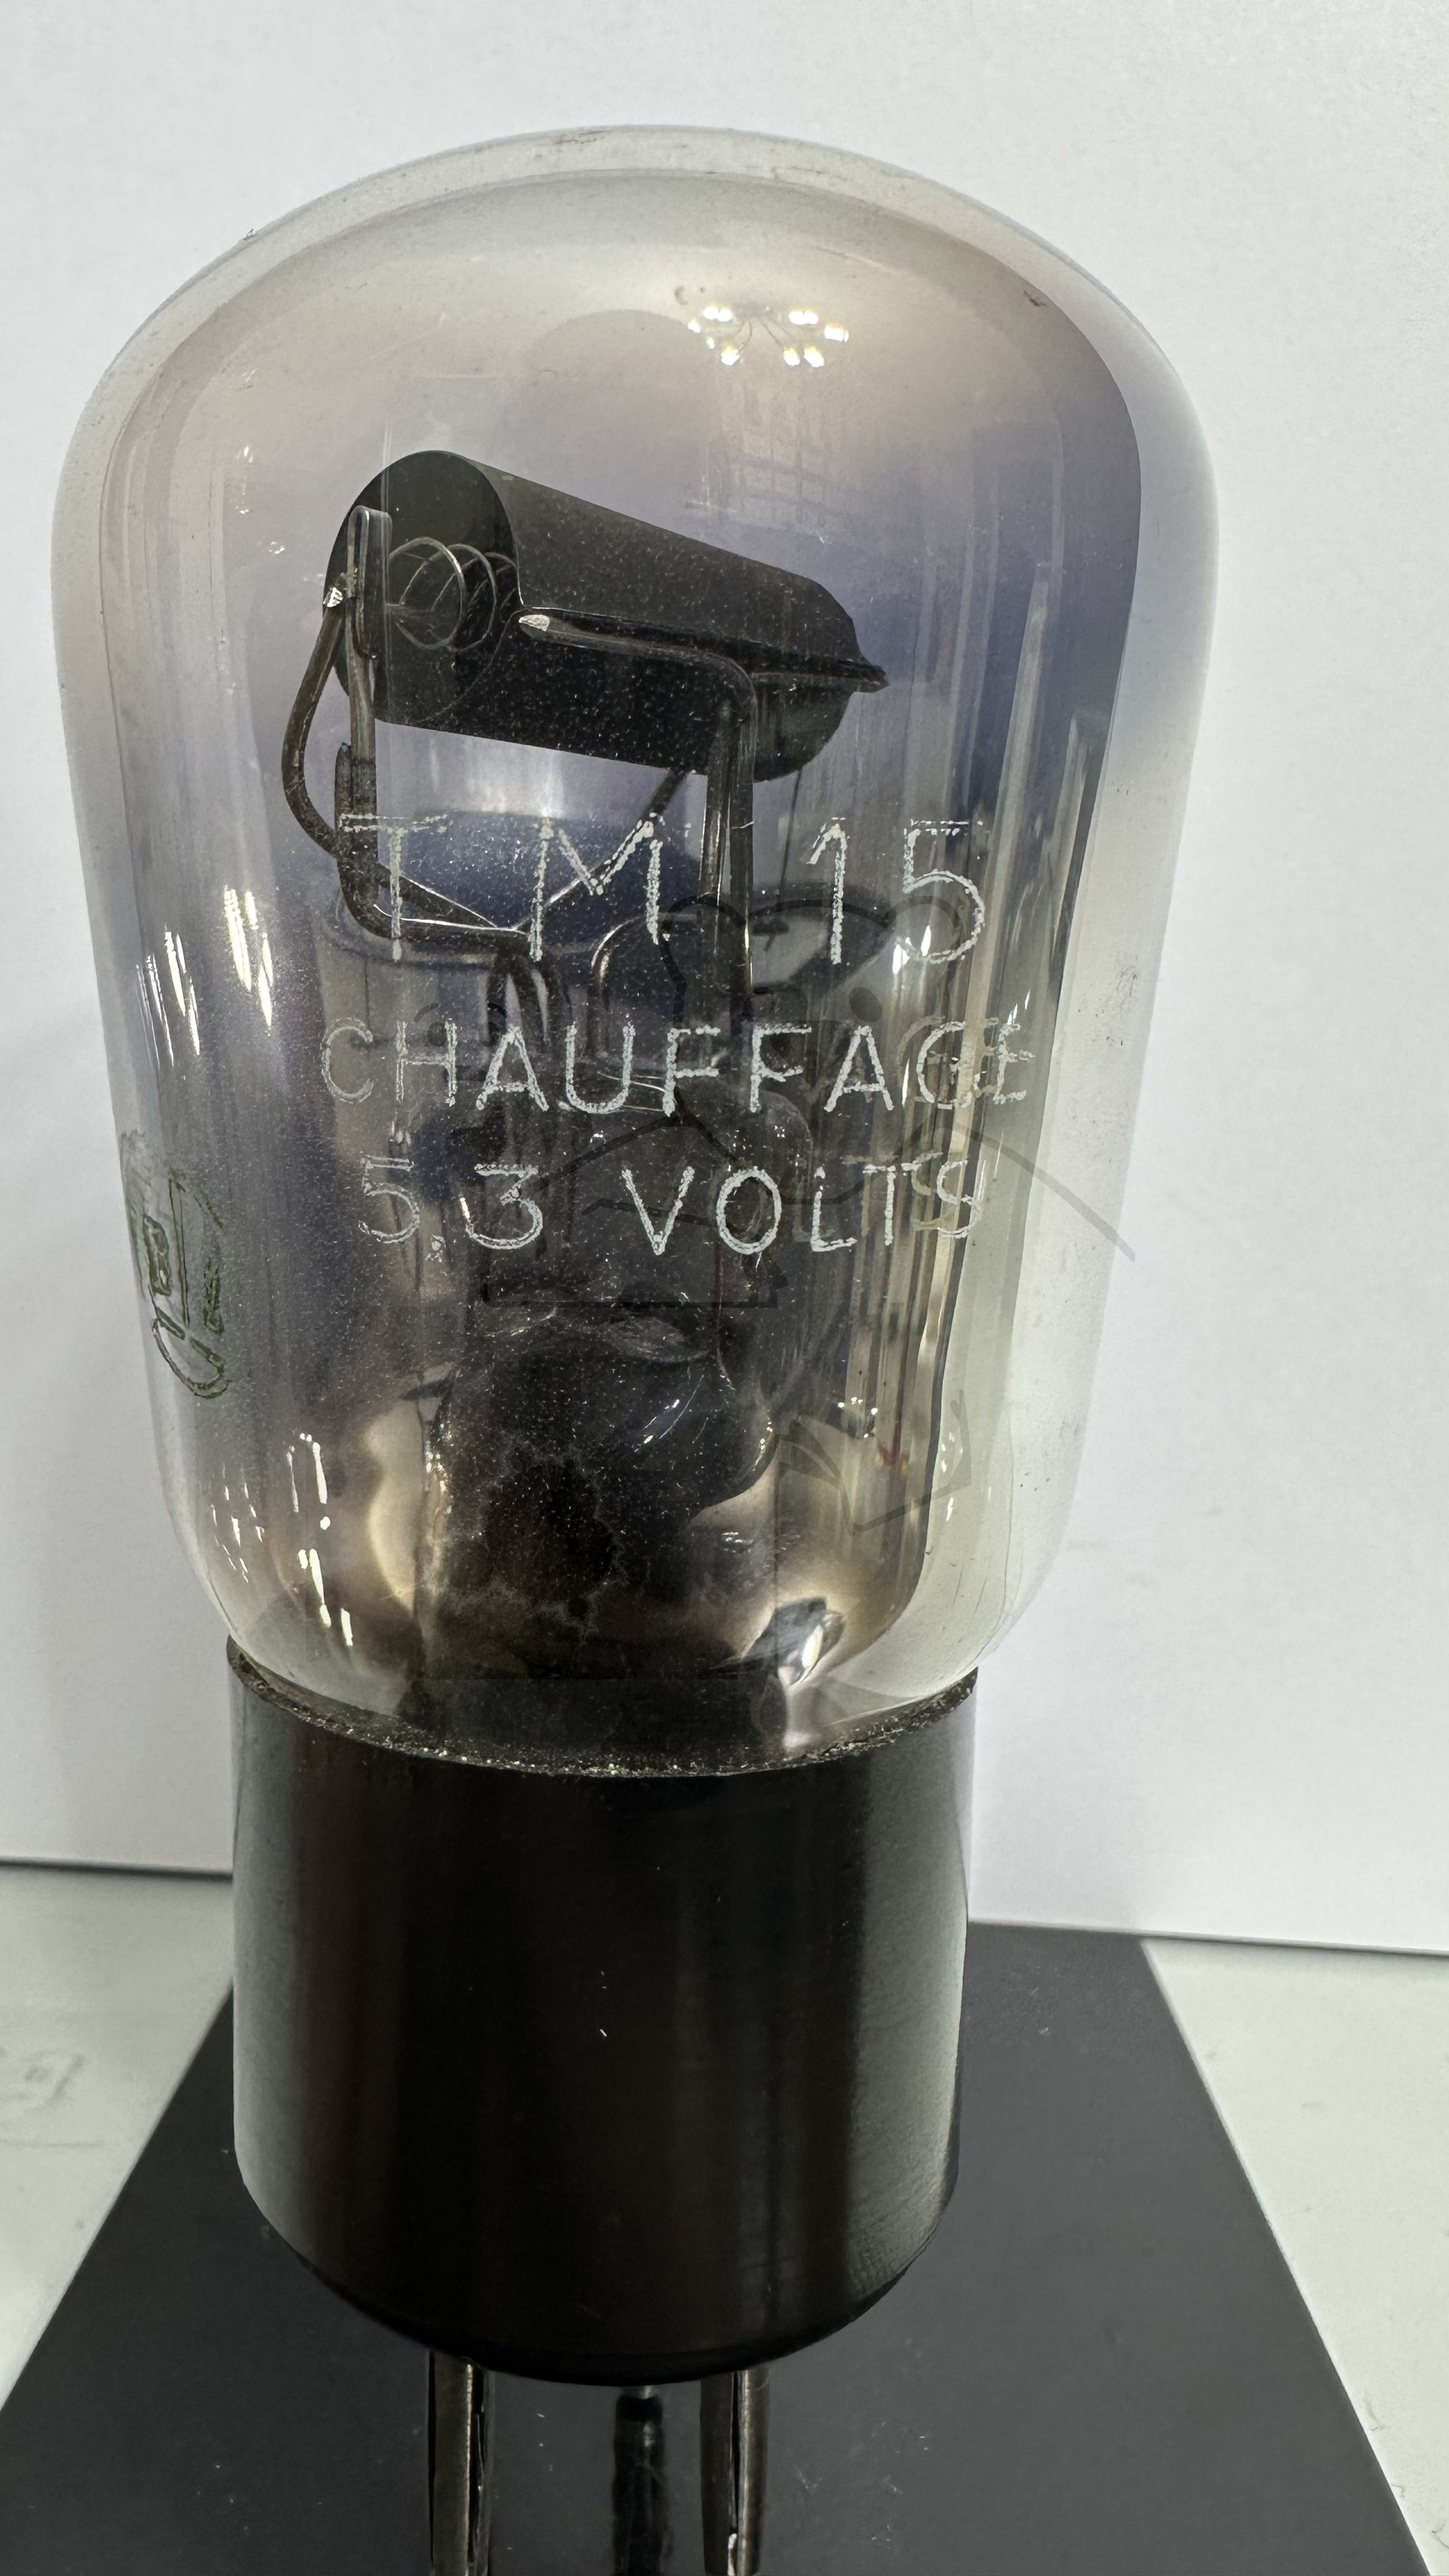 TM 15
CHAUFFAGE
5,3 VOLTS